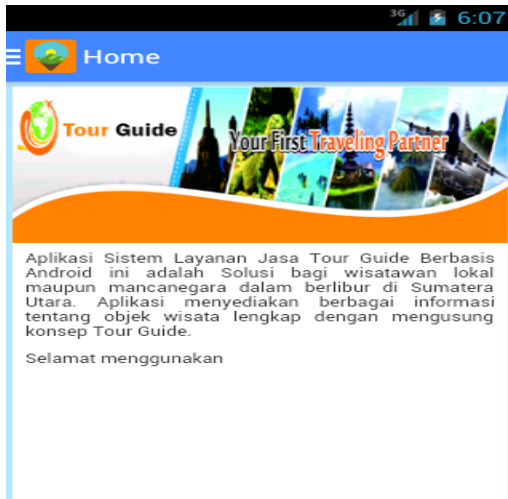 3G 6:07
Home
Tour Guide
Your First Traveling Partner
Aplikasi Sistem Layanan Jasa Tour Guide Berbasis
Android ini adalah Solusi bagi wisatawan lokal
maupun mancanegara dalam berlibur di Sumatera
Utara. Aplikasi menyediakan berbagai informasi
tentang objek wisata lengkap dengan mengusung
konsep Tour Guide.
Selamat menggunakan